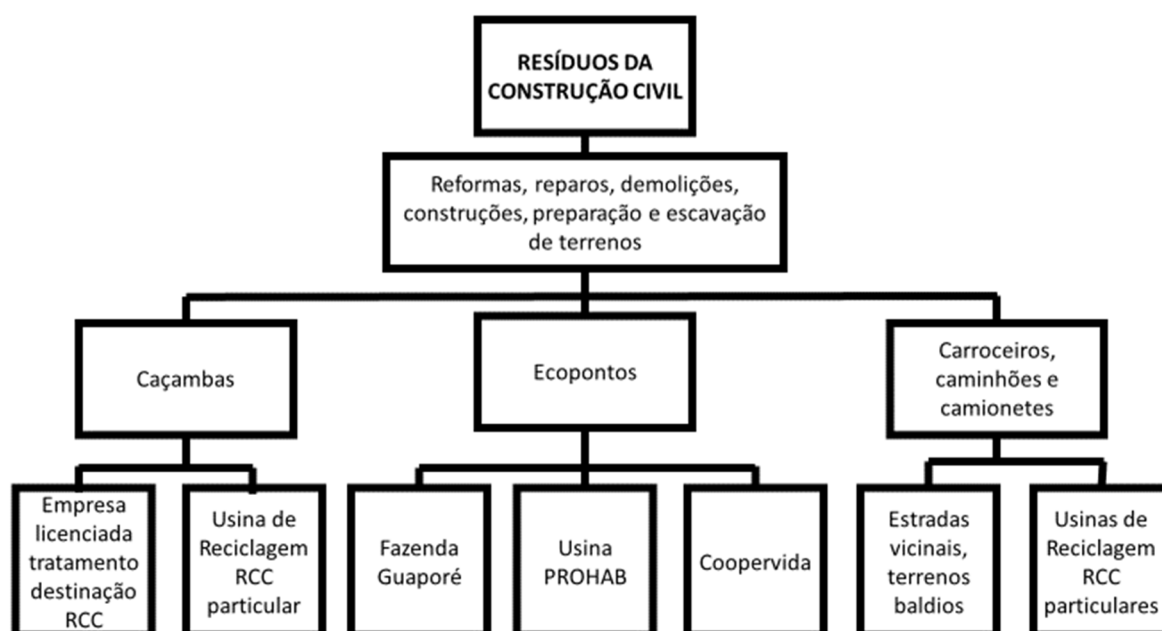 RESÍDUOS DA
CONSTRUÇÃO CIVIL
Reformas, reparos, demolições,
construções, preparação e escavação
de terrenos
Caçambas
Ecopontos
Carroceiros,
caminhões e
camionetes
Empresa
licenciada
tratamento
destinação
RCC
Usina de
Reciclagem
RCC
particular
Fazenda
Guaporé
Usina
PROHAB
Coopervida
Estradas
vicinais,
terrenos
baldios
Usinas de
Reciclagem
RCC
particulares